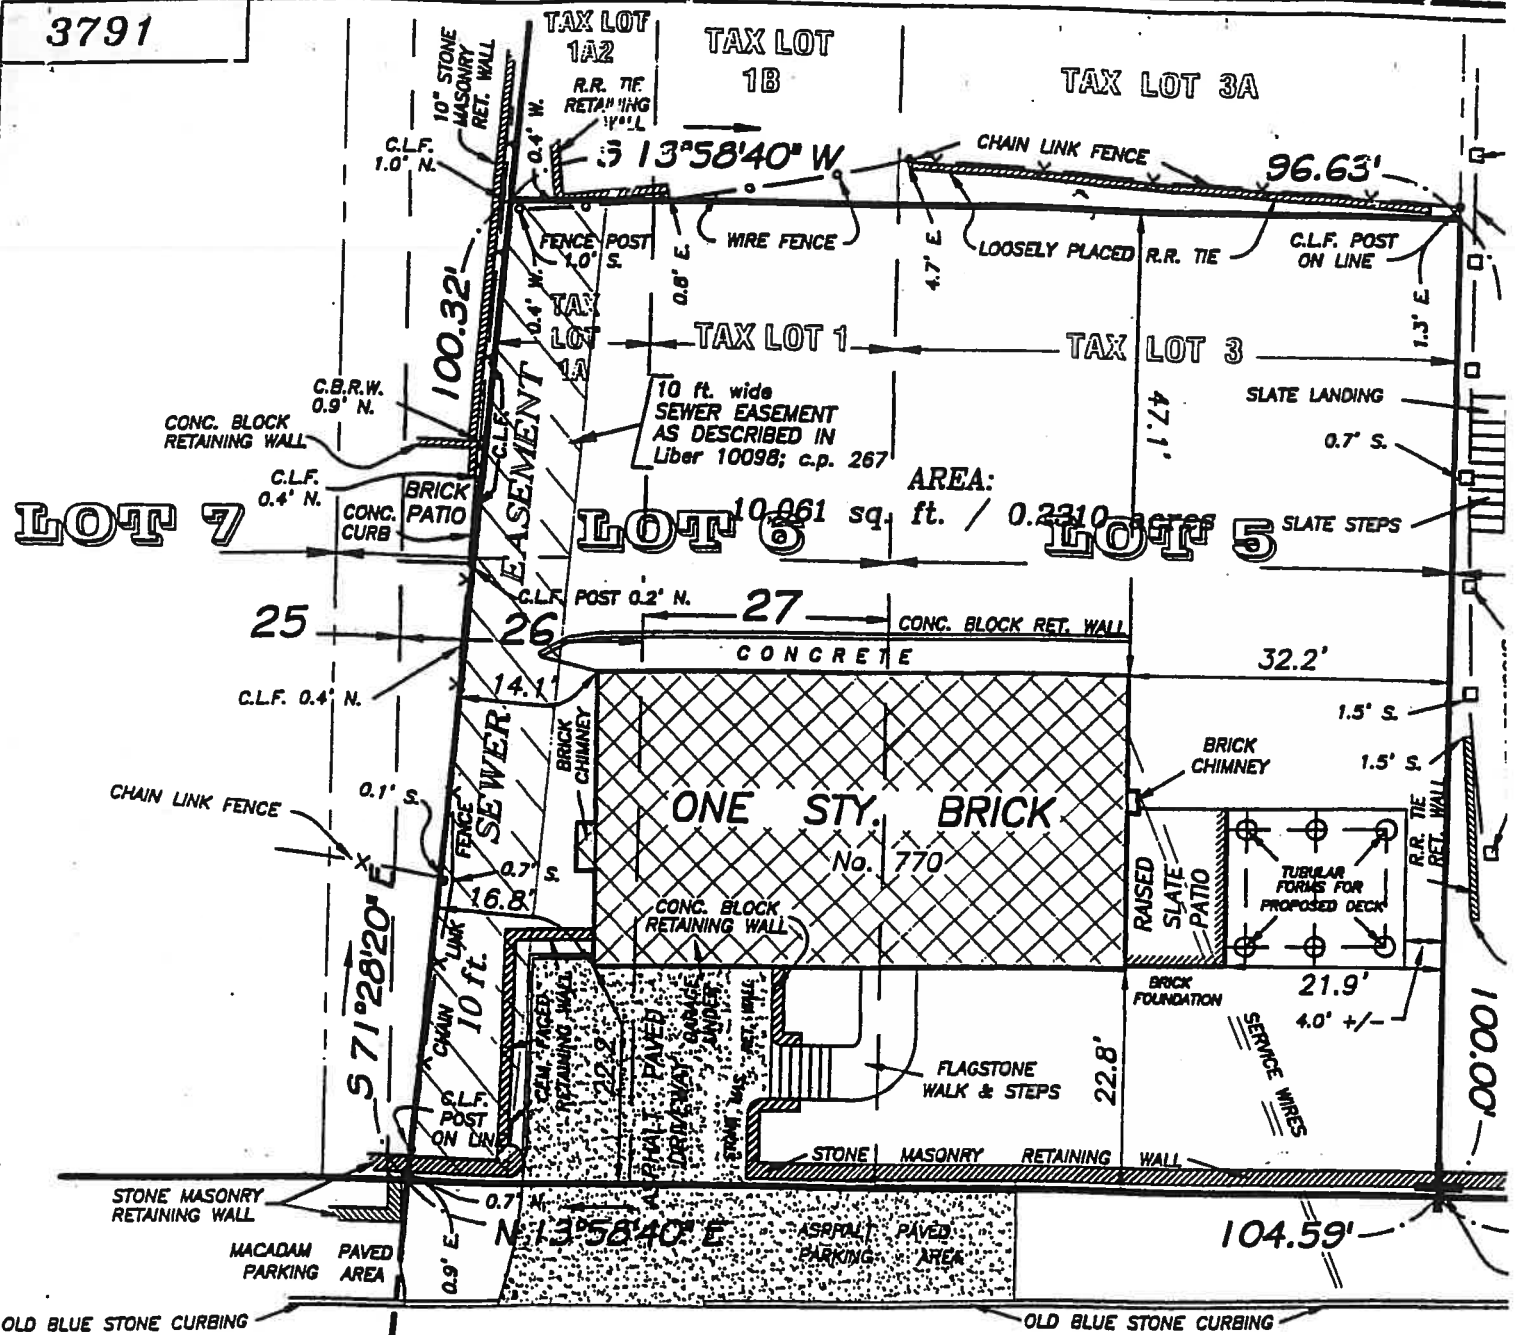 3791
TAX LOT
1A2
TAX LOT
1B
TAX LOT 3A
10" STONE
MASONRY
RET. WALL
R.R. TIE
RETAINING
WALL
C.L.F.
1.0' N.
0.4' W.
S 13°58'40" W
CHAIN LINK FENCE
96.63'
FENCE POST
1.0' S.
WIRE FENCE
0.8' E.
4.7' E.
LOOSELY PLACED R.R. TIE
C.L.F. POST
ON LINE
1.3' E.
100.32'
0.4' W.
TAX
LOT
1A
TAX LOT 1
TAX LOT 3
C.B.R.W.
0.9' N.
CONC. BLOCK
RETAINING WALL
10 ft. wide
SEWER EASEMENT
AS DESCRIBED IN
Liber 10098; c.p. 267
47.1'
SLATE LANDING
0.7' S.
SLATE STEPS
C.L.F.
C.L.F.
0.4' N.
BRICK
PATIO
CONC.
CURB
EASEMENT
AREA:
10,061 sq. ft. / 0.2310 acres
LOT 7
LOT 6
LOT 5
C.L.F. POST 0.2' N.
25
26
27
CONC. BLOCK RET. WALL
CONCRETE
32.2'
C.L.F. 0.4' N.
14.1'
SEWER
BRICK
CHIMNEY
1.5' S.
BRICK
CHIMNEY
1.5' S.
R.R. TIE
RET. WALL
CHAIN LINK FENCE
0.1' S.
FENCE
ONE STY. BRICK
No. 770
0.7' S.
16.8'
CONC. BLOCK
RETAINING WALL
RAISED
SLATE
PATIO
TUBULAR
FORMS FOR
PROPOSED DECK
S 71°28'20" E
CHAIN LINK
10 ft.
CEM. FACED
RETAINING WALL
22.9'
ASPHALT PAVED
DRIVEWAY
GARAGE
UNDER
STONE MAS. RET. WALL
BRICK
FOUNDATION
21.9'
4.0' +/-
100.00'
FLAGSTONE
WALK & STEPS
22.8'
SERVICE WIRES
C.L.F.
POST
ON LINE
STONE MASONRY RETAINING WALL
STONE MASONRY
RETAINING WALL
0.7' N.
N 13°58'40" E
104.59'
ASPHALT PAVED
PARKING AREA
MACADAM PAVED
PARKING AREA
0.9' E.
OLD BLUE STONE CURBING
OLD BLUE STONE CURBING